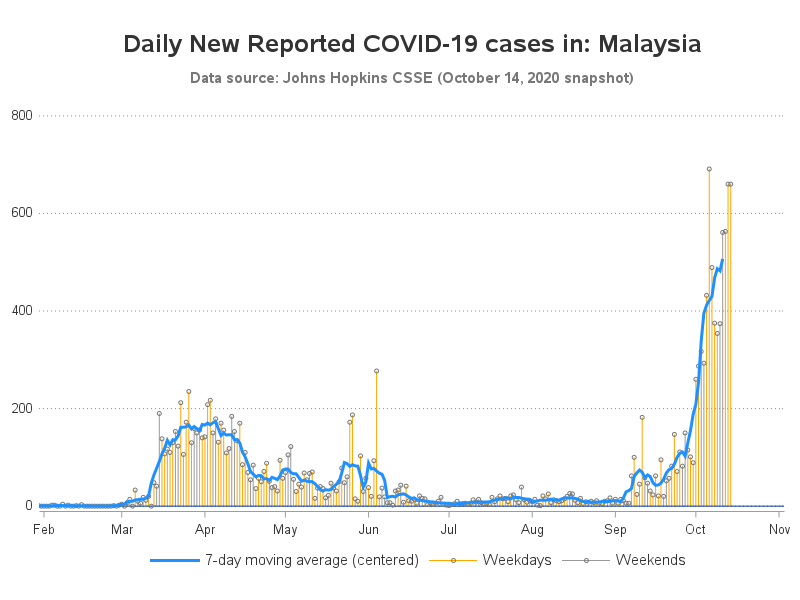 Daily New Reported COVID-19 cases in: Malaysia
Data source: Johns Hopkins CSSE (October 14, 2020 snapshot)
800
600
400
200
0
Feb Mar Apr May Jun Jul Aug Sep Oct Nov
7-day moving average (centered) Weekdays Weekends